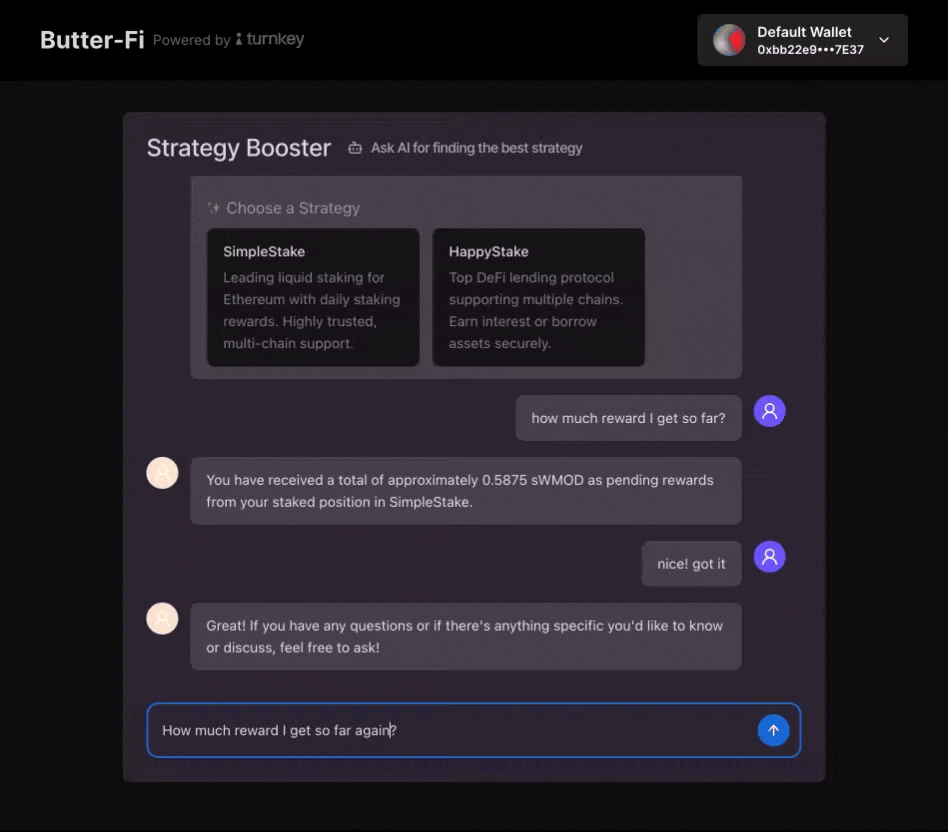 Butter-Fi Powered by turnkey
Default Wallet
0xbb22e9•••7E37
Strategy Booster Ask AI for finding the best strategy
Choose a Strategy
SimpleStake
Leading liquid staking for
Ethereum with daily staking
rewards. Highly trusted,
multi-chain support.
HappyStake
Top DeFi lending protocol
supporting multiple chains.
Earn interest or borrow
assets securely.
how much reward I get so far?
You have received a total of approximately 0.5875 sWMOD as pending rewards
from your staked position in SimpleStake.
nice! got it
Great! If you have any questions or if there's anything specific you'd like to know
or discuss, feel free to ask!
How much reward I get so far again?